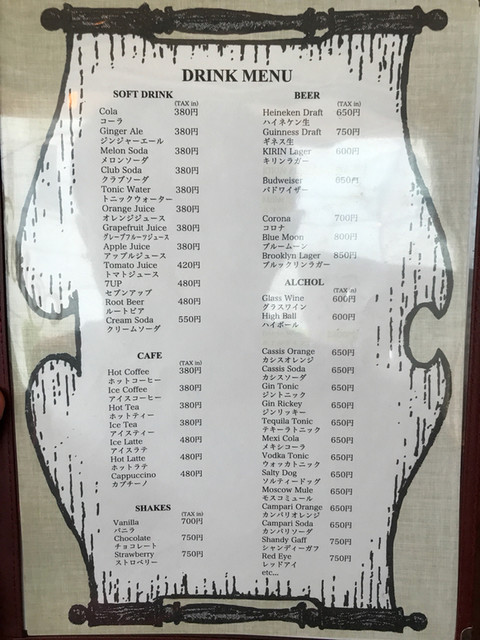 DRINK MENU
SOFT DRINK
(TAX in)
Cola 380円
コーラ
Ginger Ale 380円
ジンジャーエール
Melon Soda 380円
メロンソーダ
Club Soda 380円
クラブソーダ
Tonic Water 380円
トニックウォーター
Orange Juice 380円
オレンジジュース
Grapefruit Juice 380円
グレープフルーツジュース
Apple Juice 380円
アップルジュース
Tomato Juice 420円
トマトジュース
7UP 480円
セブンアップ
Root Beer 480円
ルートビア
Cream Soda 550円
クリームソーダ
CAFE
(TAX in)
Hot Coffee 380円
ホットコーヒー
Ice Coffee 380円
アイスコーヒー
Hot Tea 380円
ホットティー
Ice Tea 380円
アイスティー
Ice Latte 480円
アイスラテ
Hot Latte 480円
ホットラテ
Cappuccino 480円
カプチーノ
SHAKES
(TAX in)
Vanilla 700円
バニラ
Chocolate 750円
チョコレート
Strawberry 750円
ストロベリー
BEER
(TAX in)
Heineken Draft 650円
ハイネケン生
Guinness Draft 750円
ギネス生
KIRIN Lager 600円
キリンラガー
Budweiser 650円
バドワイザー
Corona 700円
コロナ
Blue Moon 800円
ブルームーン
Brooklyn Lager 850円
ブルックリンラガー
ALCHOL
(TAX in)
Glass Wine 600円
グラスワイン
High Ball 600円
ハイボール
Cassis Orange 650円
カシスオレンジ
Cassis Soda 650円
カシスソーダ
Gin Tonic 650円
ジントニック
Gin Rickey 650円
ジンリッキー
Tequila Tonic 650円
テキーラトニック
Mexi Cola 650円
メキシコーラ
Vodka Tonic 650円
ウォッカトニック
Salty Dog 650円
ソルティードッグ
Moscow Mule 650円
モスコミュール
Campari Orange 650円
カンパリオレンジ
Campari Soda 650円
カンパリソーダ
Shandy Gaff 750円
シャンディーガフ
Red Eye 750円
レッドアイ
etc...